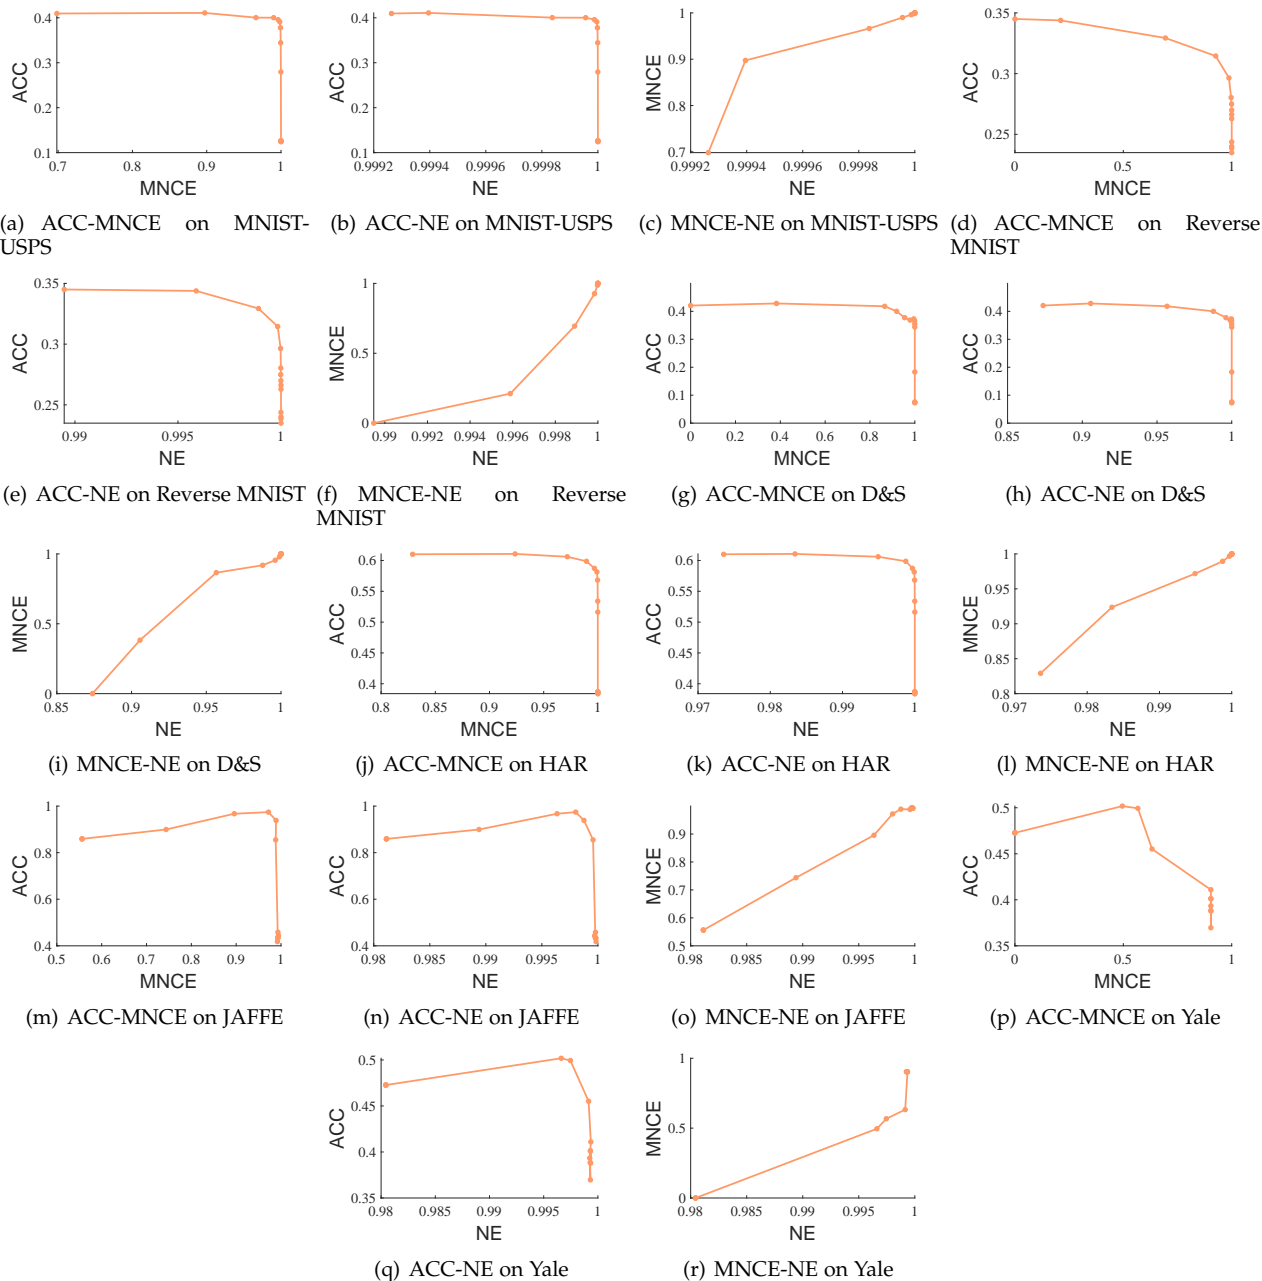 0.4
0.3
0.2
0.1
ACC
0.7 0.8 0.9 1
MNCE
(a) ACC-MNCE on MNIST-
USPS
0.4
0.3
0.2
0.1
ACC
0.9992 0.9994 0.9996 0.9998 1
NE
(b) ACC-NE on MNIST-USPS
1
0.9
0.8
0.7
MNCE
0.9992 0.9994 0.9996 0.9998 1
NE
(c) MNCE-NE on MNIST-USPS
0.35
0.3
0.25
ACC
0 0.5 1
MNCE
(d) ACC-MNCE on Reverse
MNIST
0.35
0.3
0.25
ACC
0.99 0.995 1
NE
(e) ACC-NE on Reverse MNIST
1
0.5
0
MNCE
0.99 0.992 0.994 0.996 0.998 1
NE
(f) MNCE-NE on Reverse
MNIST
0.4
0.3
0.2
0.1
0
ACC
0 0.2 0.4 0.6 0.8 1
MNCE
(g) ACC-MNCE on D&S
0.4
0.3
0.2
0.1
0
ACC
0.85 0.9 0.95 1
NE
(h) ACC-NE on D&S
1
0.5
0
MNCE
0.85 0.9 0.95 1
NE
(i) MNCE-NE on D&S
0.6
0.55
0.5
0.45
0.4
ACC
0.8 0.85 0.9 0.95 1
MNCE
(j) ACC-MNCE on HAR
0.6
0.55
0.5
0.45
0.4
ACC
0.97 0.98 0.99 1
NE
(k) ACC-NE on HAR
1
0.95
0.9
0.85
0.8
MNCE
0.97 0.98 0.99 1
NE
(l) MNCE-NE on HAR
1
0.8
0.6
0.4
ACC
0.5 0.6 0.7 0.8 0.9 1
MNCE
(m) ACC-MNCE on JAFFE
1
0.8
0.6
0.4
ACC
0.98 0.985 0.99 0.995 1
NE
(n) ACC-NE on JAFFE
0.9
0.8
0.7
0.6
0.5
MNCE
0.98 0.985 0.99 0.995 1
NE
(o) MNCE-NE on JAFFE
0.5
0.45
0.4
0.35
ACC
0 0.5 1
MNCE
(p) ACC-MNCE on Yale
0.5
0.45
0.4
0.35
ACC
0.98 0.985 0.99 0.995 1
NE
(q) ACC-NE on Yale
1
0.5
0
MNCE
0.98 0.985 0.99 0.995 1
NE
(r) MNCE-NE on Yale